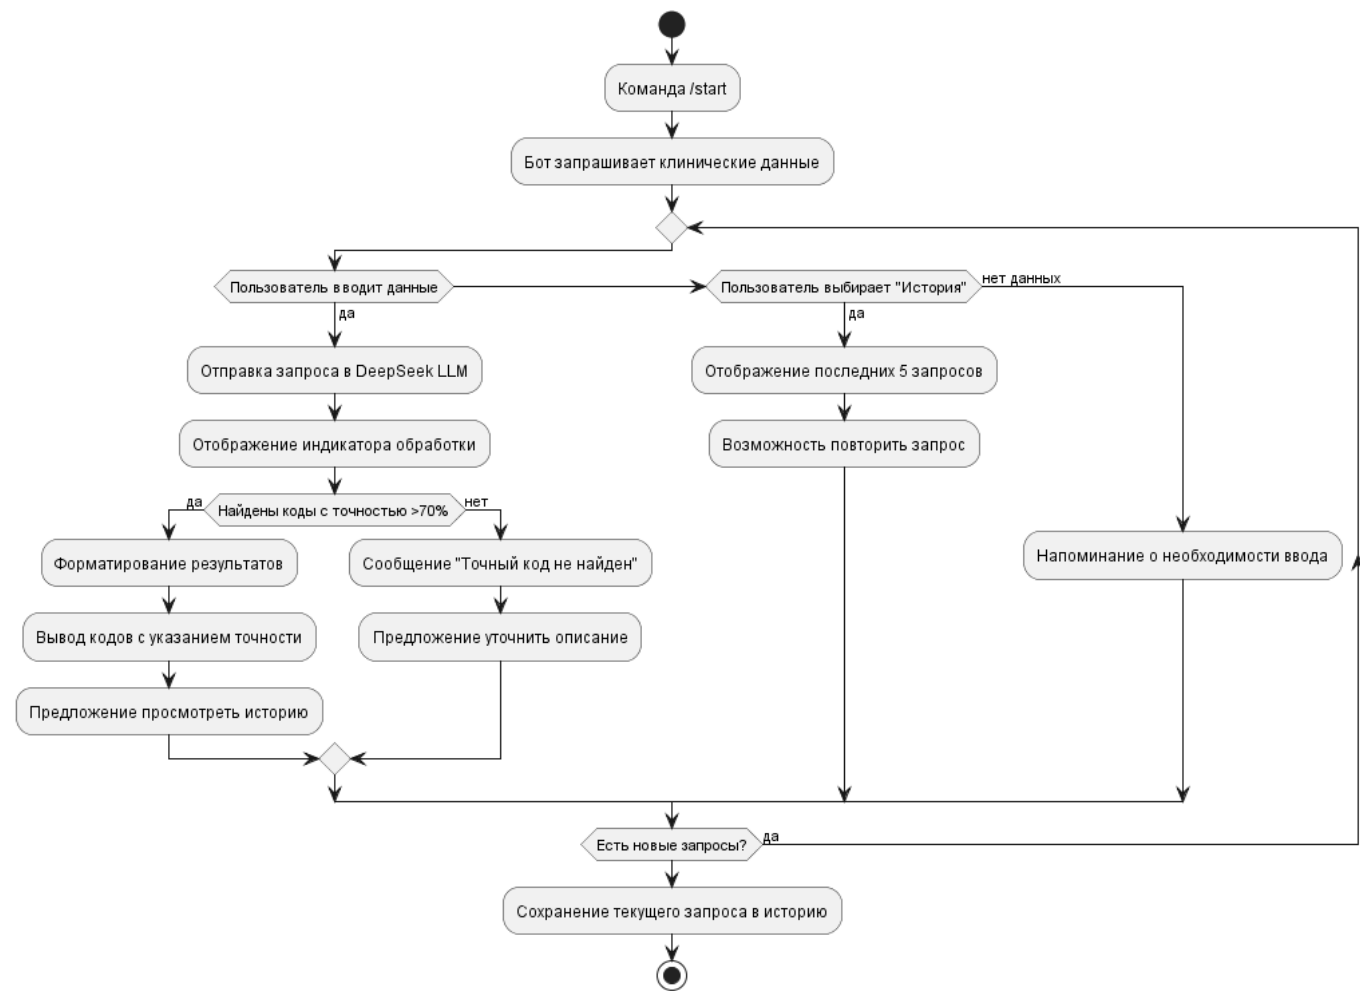 Команда /start
Бот запрашивает клинические данные
Пользователь вводит данные
да
Пользователь выбирает "История"
нет данных
да
Отправка запроса в DeepSeek LLM
Отображение последних 5 запросов
Отображение индикатора обработки
Возможность повторить запрос
да
Найдены коды с точностью >70%
нет
Форматирование результатов
Сообщение "Точный код не найден"
Напоминание о необходимости ввода
Вывод кодов с указанием точности
Предложение уточнить описание
Предложение просмотреть историю
Есть новые запросы?
да
Сохранение текущего запроса в историю